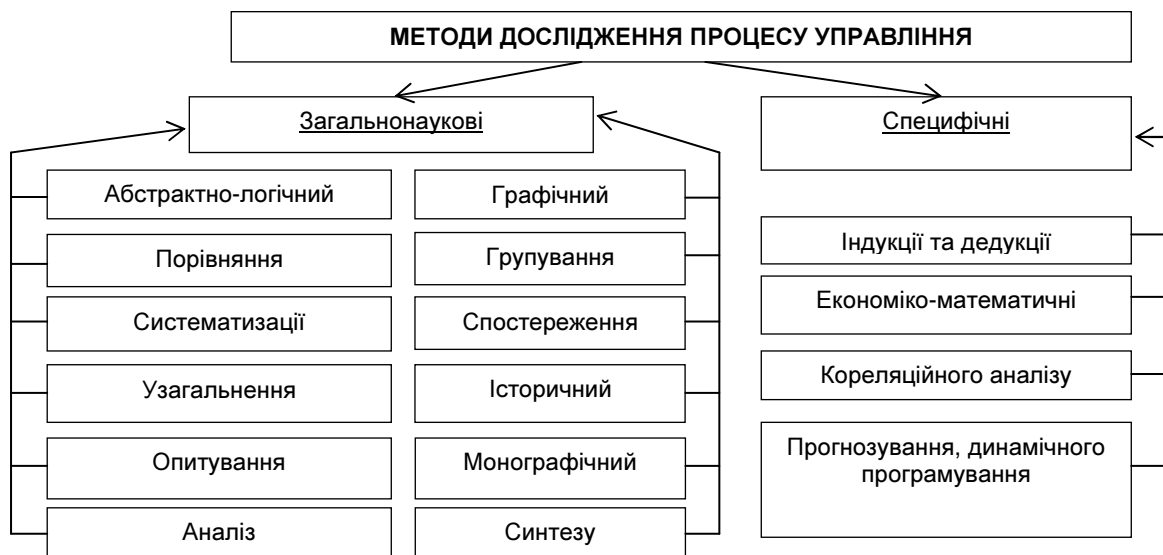 МЕТОДИ ДОСЛІДЖЕННЯ ПРОЦЕСУ УПРАВЛІННЯ
Загальнонаукові
Специфічні
Абстрактно-логічний
Графічний
Порівняння
Групування
Систематизації
Спостереження
Узагальнення
Історичний
Опитування
Монографічний
Аналіз
Синтезу
Індукції та дедукції
Економіко-математичні
Кореляційного аналізу
Прогнозування, динамічного
програмування